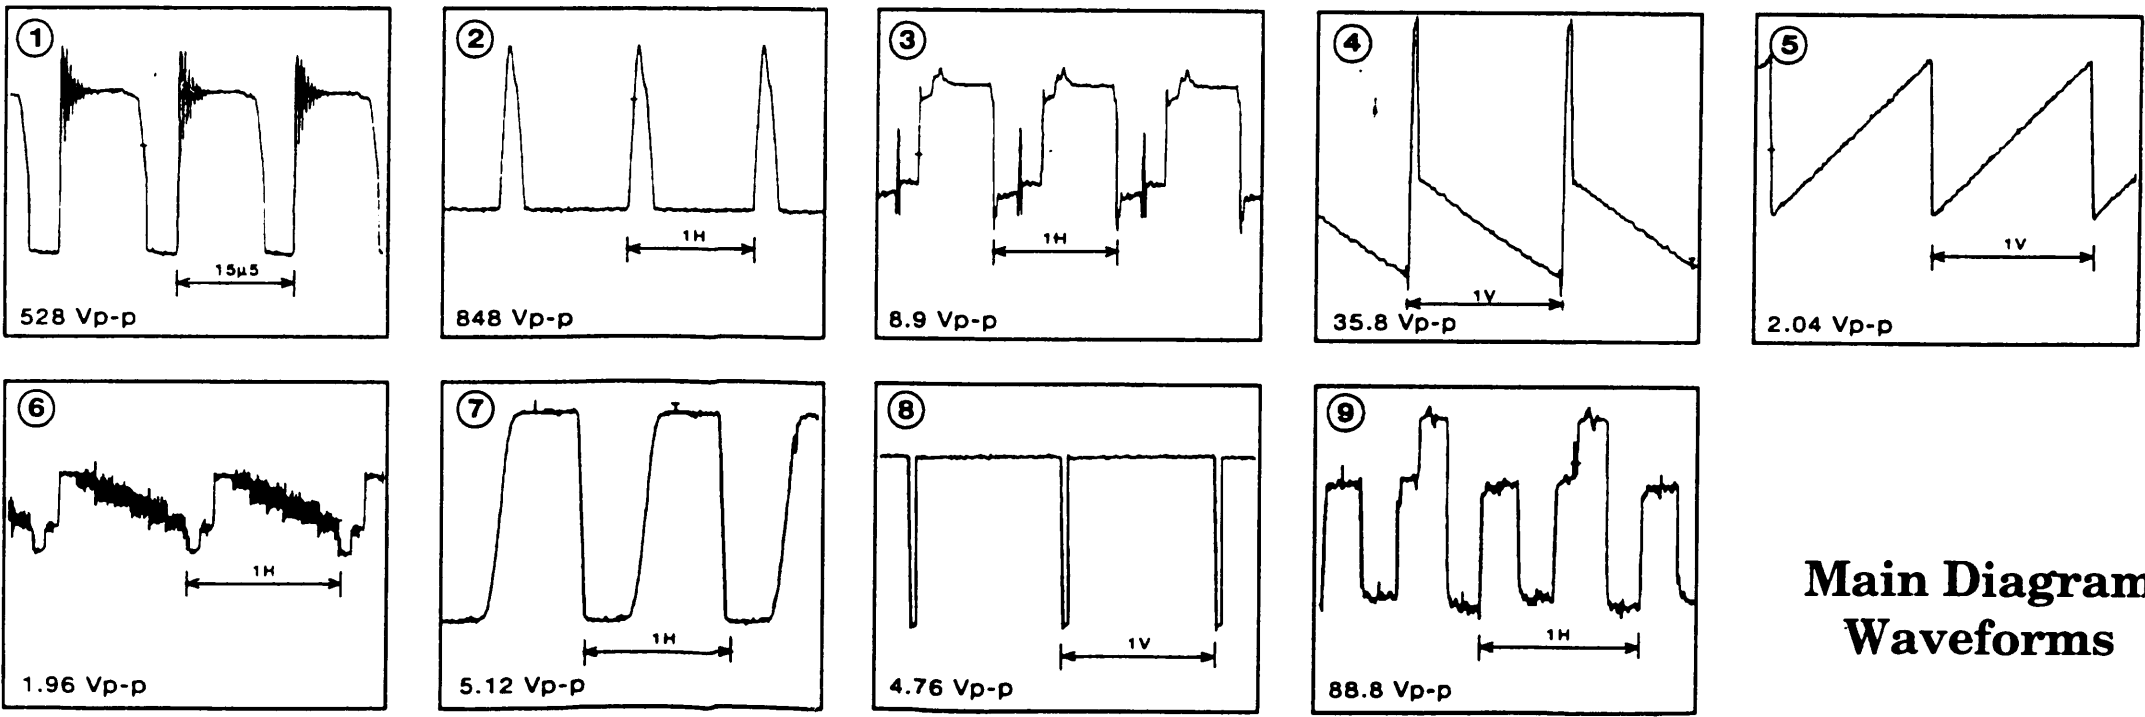 1
15µ5
528 Vp-p
2
1H
848 Vp-p
3
1H
8.9 Vp-p
4
1V
35.8 Vp-p
5
1V
2.04 Vp-p
6
1H
1.96 Vp-p
7
1H
5.12 Vp-p
8
1V
4.76 Vp-p
9
1H
88.8 Vp-p
Main Diagram
Waveforms